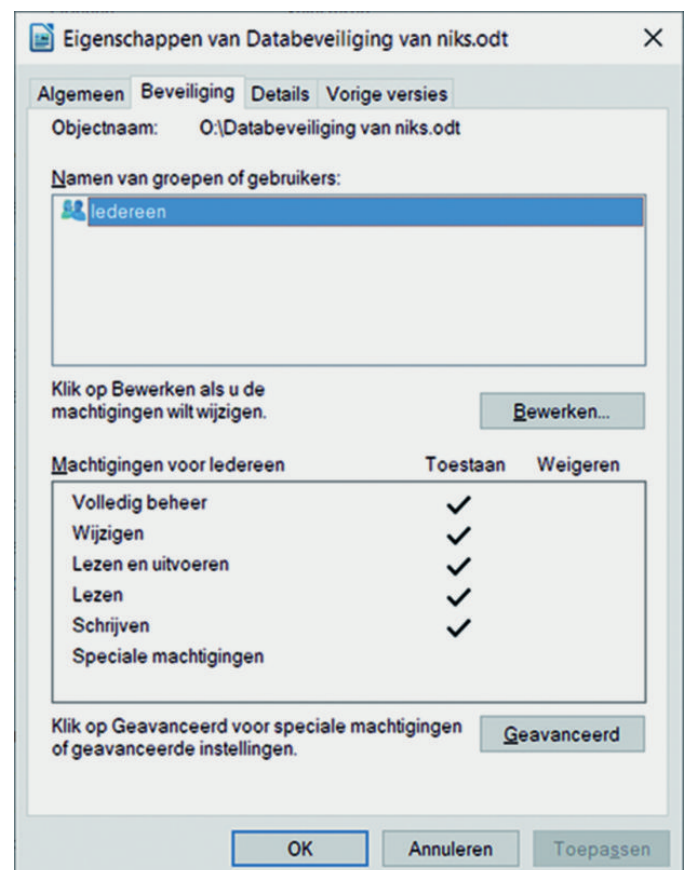 Eigenschappen van Databeveiliging van niks.odt
Algemeen Beveiliging Details Vorige versies
Objectnaam: O:\Databeveiliging van niks.odt
Namen van groepen of gebruikers:
Iedereen
Klik op Bewerken als u de
machtigingen wilt wijzigen.
Bewerken...
Machtigingen voor Iedereen Toestaan Weigeren
Volledig beheer
Wijzigen
Lezen en uitvoeren
Lezen
Schrijven
Speciale machtigingen
Klik op Geavanceerd voor speciale machtigingen
of geavanceerde instellingen.
Geavanceerd
OK Annuleren Toepassen